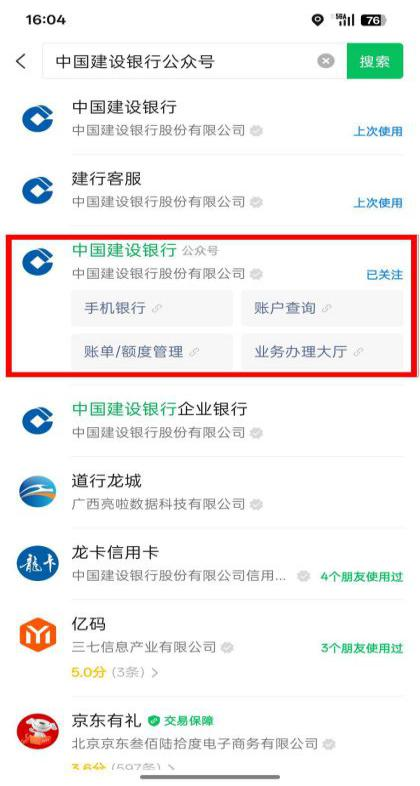 16:04
5GA 76
中国建设银行公众号
搜索
中国建设银行
中国建设银行股份有限公司
上次使用
建行客服
中国建设银行股份有限公司
上次使用
中国建设银行 公众号
中国建设银行股份有限公司
已关注
手机银行
账户查询
账单/额度管理
业务办理大厅
中国建设银行企业银行
中国建设银行股份有限公司
道行龙城
广西亮啦数据科技有限公司
龙卡
龙卡信用卡
中国建设银行股份有限公司信用...
4个朋友使用过
亿码
三七信息产业有限公司
3个朋友使用过
5.0分 (3条)
京东有礼 交易保障
北京京东叁佰陆拾度电子商务有限公司
3.6分 (597条)